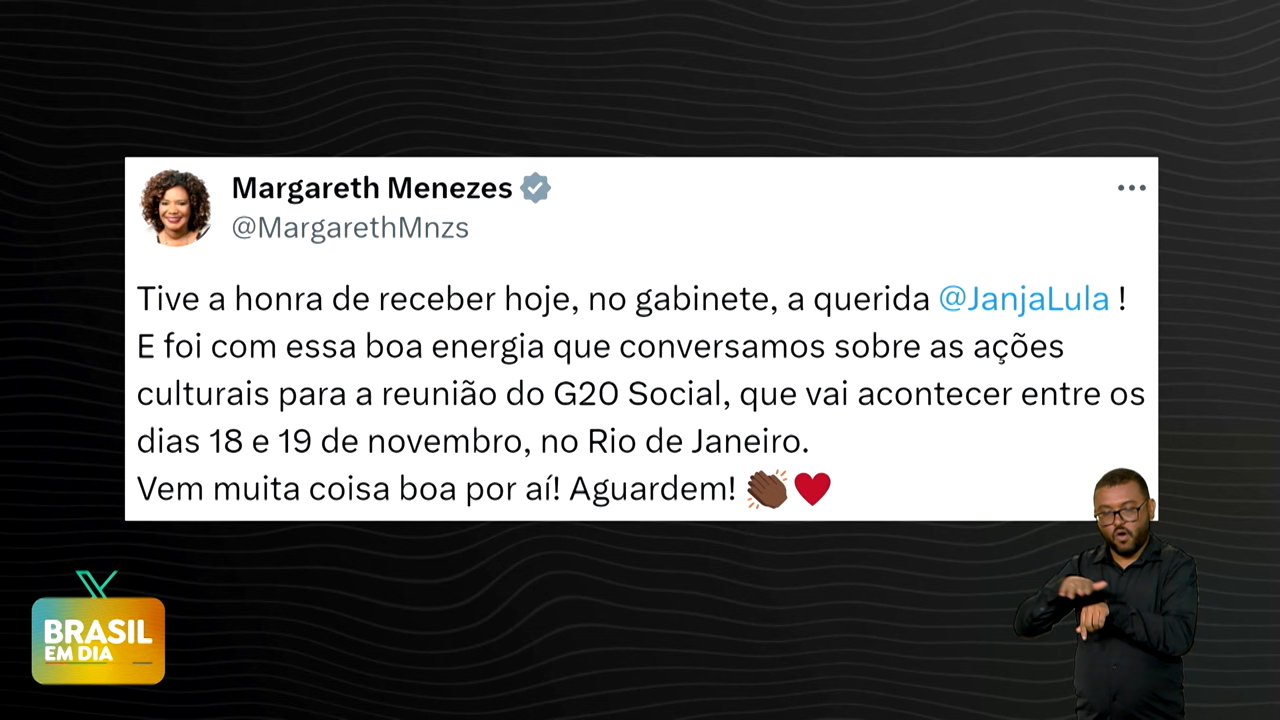 Margareth Menezes
@MargarethMnzs
Tive a honra de receber hoje, no gabinete, a querida @JanjaLula !
E foi com essa boa energia que conversamos sobre as ações
culturais para a reunião do G20 Social, que vai acontecer entre os
dias 18 e 19 de novembro, no Rio de Janeiro.
Vem muita coisa boa por aí! Aguardem! 👏🏾♥️
BRASIL
EM DIA